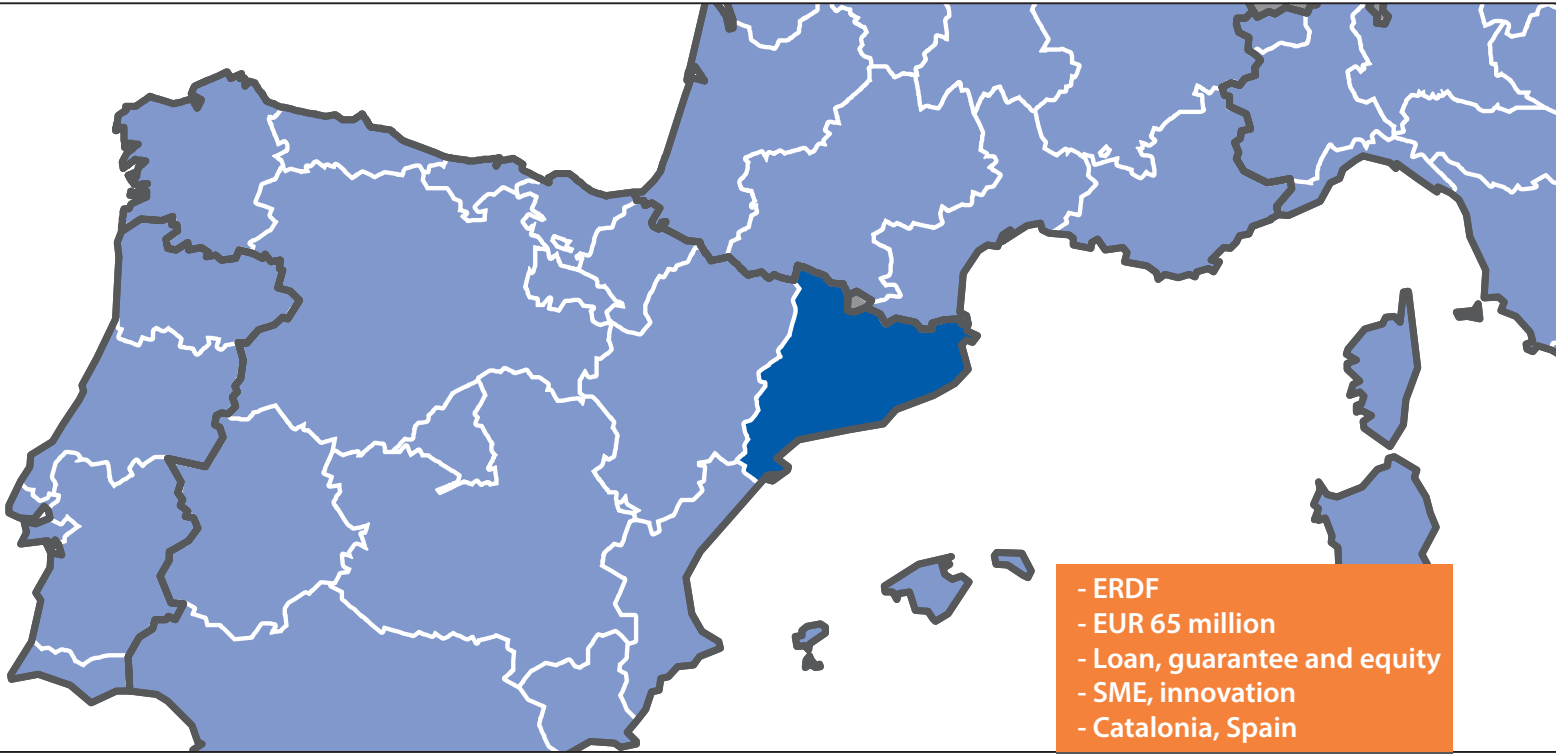 - ERDF
- EUR 65 million
- Loan, guarantee and equity
- SME, innovation
- Catalonia, Spain